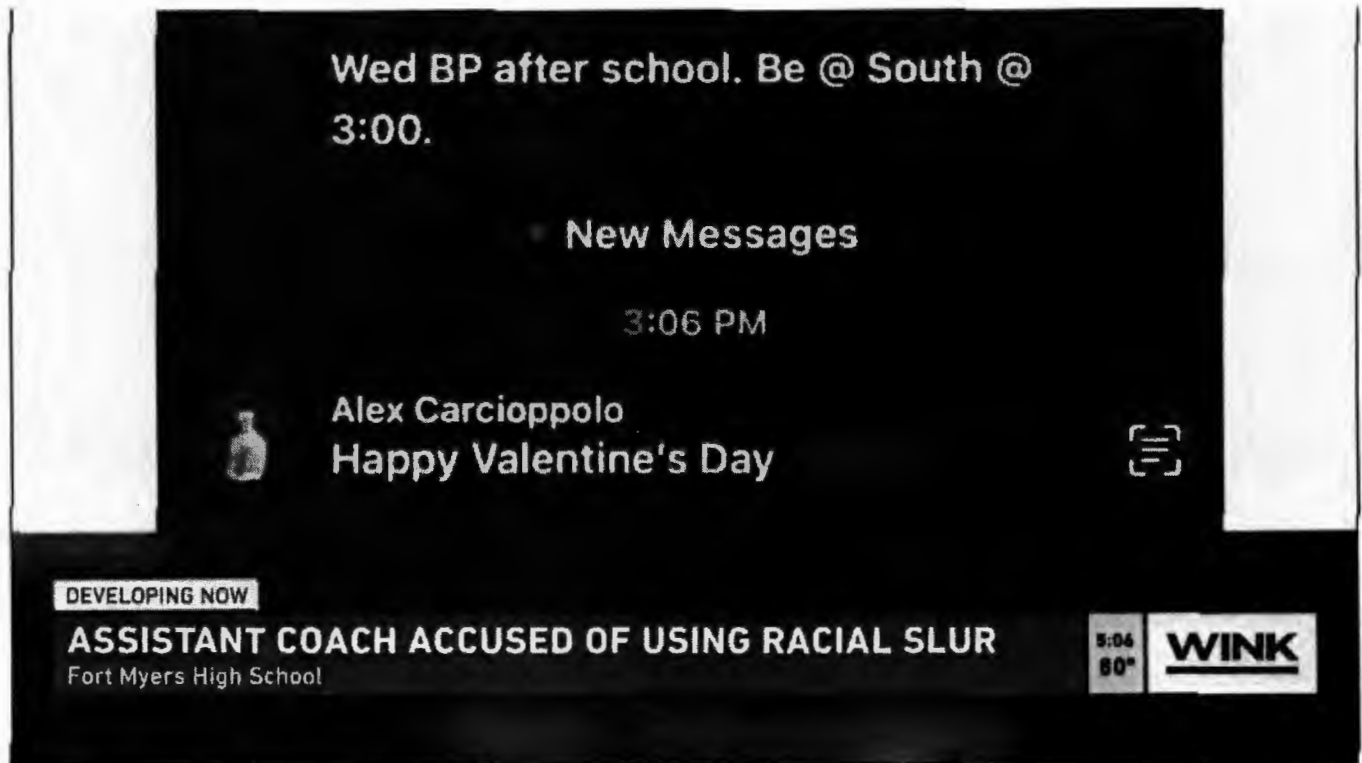 Wed BP after school. Be @ South @
3:00.
New Messages
3:06 PM
Alex Carcioppolo
Happy Valentine's Day
DEVELOPING NOW
ASSISTANT COACH ACCUSED OF USING RACIAL SLUR
Fort Myers High School
5:06
80°
WINK